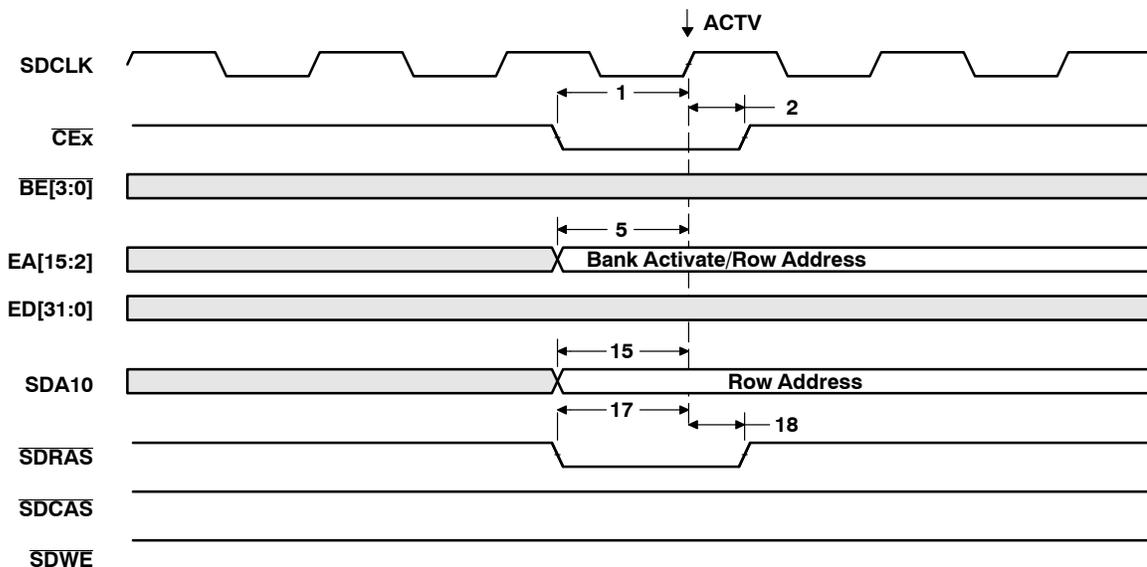 ACTV
SDCLK
1
2
CEx
BE[3:0]
5
EA[15:2]
Bank Activate/Row Address
ED[31:0]
15
SDA10
Row Address
17
18
SDRAS
SDCAS
SDWE